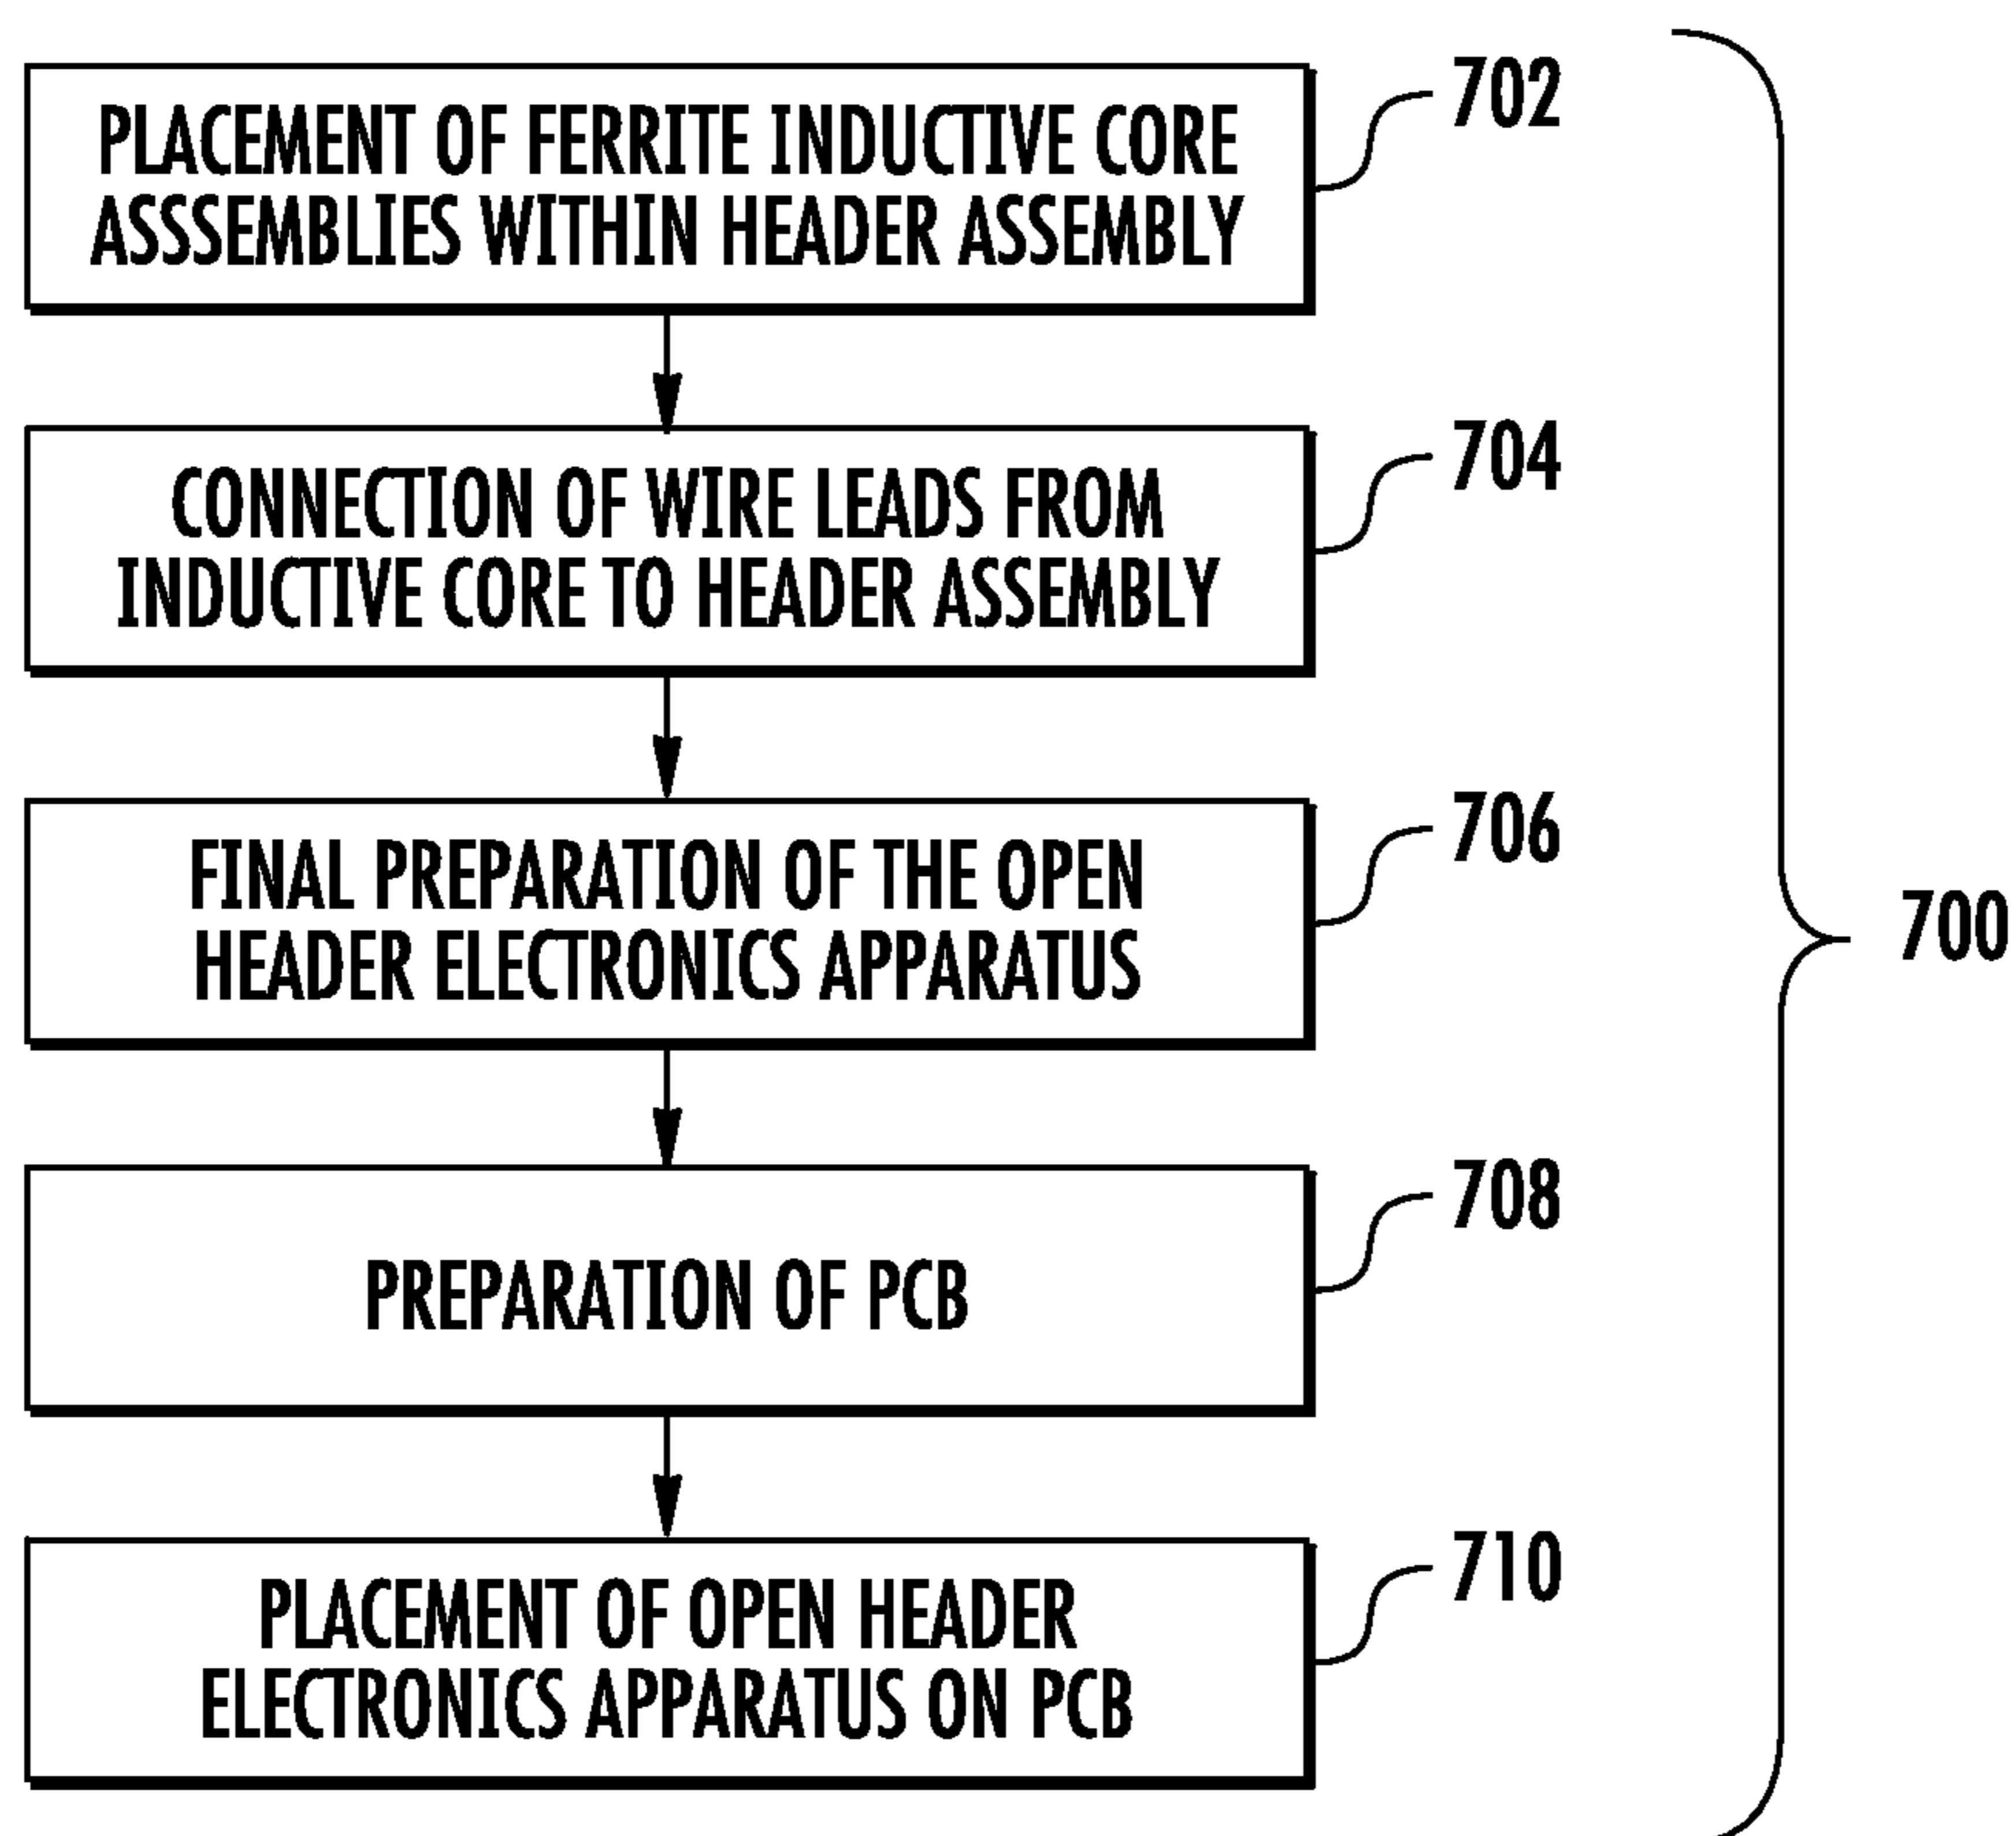 PLACEMENT OF FERRITE INDUCTIVE CORE
ASSSEMBLIES WITHIN HEADER ASSEMBLY
702
CONNECTION OF WIRE LEADS FROM
INDUCTIVE CORE TO HEADER ASSEMBLY
704
FINAL PREPARATION OF THE OPEN
HEADER ELECTRONICS APPARATUS
706
700
PREPARATION OF PCB
708
PLACEMENT OF OPEN HEADER
ELECTRONICS APPARATUS ON PCB
710